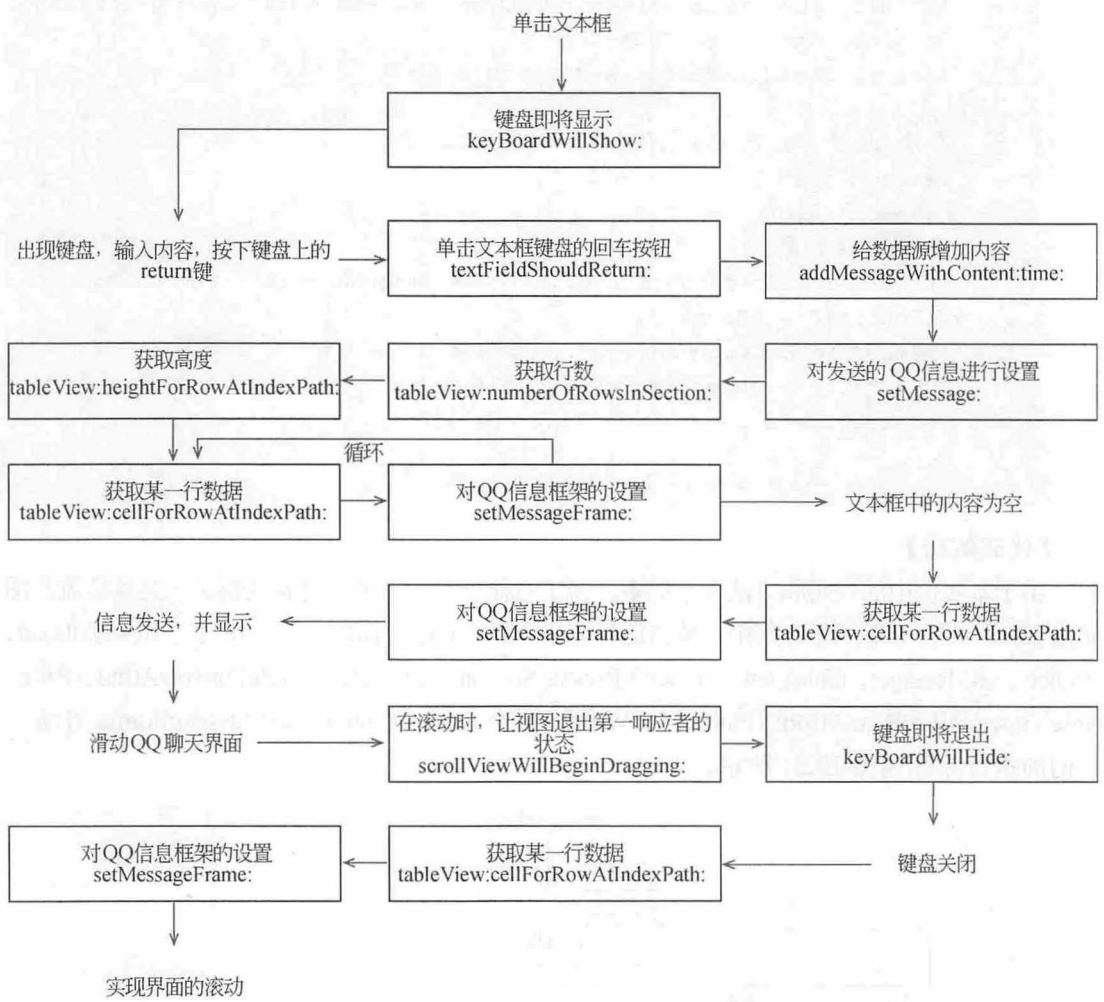 单击文本框
键盘即将显示
keyBoardWillShow:
出现键盘，输入内容，按下键盘上的
return键
单击文本框键盘的回车按钮
textFieldShouldReturn:
给数据源增加内容
addMessageWithContent:time:
获取高度
tableView:heightForRowAtIndexPath:
获取行数
tableView:numberOfRowsInSection:
对发送的QQ信息进行设置
setMessage:
循环
获取某一行数据
tableView:cellForRowAtIndexPath:
对QQ信息框架的设置
setMessageFrame:
文本框中的内容为空
信息发送，并显示
对QQ信息框架的设置
setMessageFrame:
获取某一行数据
tableView:cellForRowAtIndexPath:
滑动QQ聊天界面
在滚动时，让视图退出第一响应者的
状态
scrollViewWillBeginDragging:
键盘即将退出
keyBoardWillHide:
对QQ信息框架的设置
setMessageFrame:
获取某一行数据
tableView:cellForRowAtIndexPath:
键盘关闭
实现界面的滚动